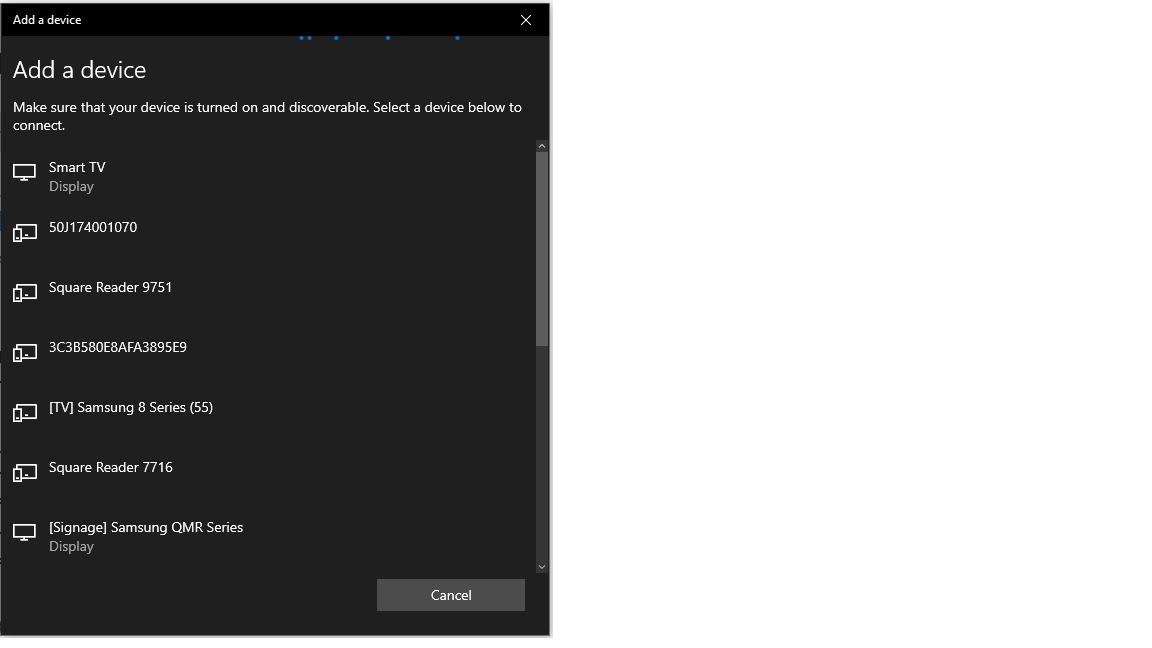 Add a device
Add a device
Make sure that your device is turned on and discoverable. Select a device below to
connect.
Smart TV
Display
50J174001070
Square Reader 9751
3C3B580E8AFA3895E9
[TV] Samsung 8 Series (55)
Square Reader 7716
[Signage] Samsung QMR Series
Display
Cancel